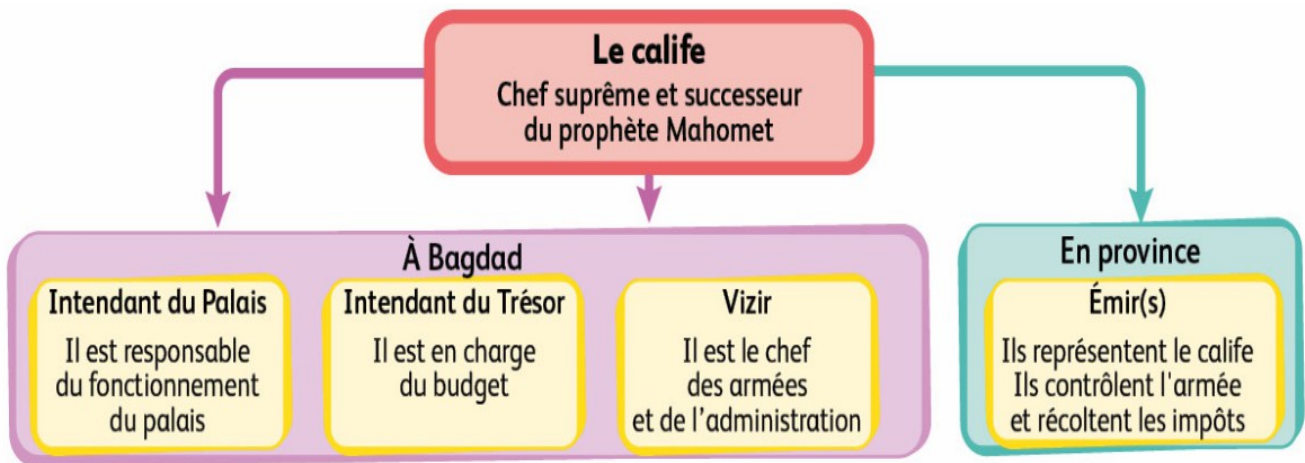 Le calife
Chef suprême et successeur
du prophète Mahomet
À Bagdad
Intendant du Palais
Il est responsable
du fonctionnement
du palais
Intendant du Trésor
Il est en charge
du budget
Vizir
Il est le chef
des armées
et de l'administration
En province
Émir(s)
Ils représentent le calife
Ils contrôlent l'armée
et récoltent les impôts